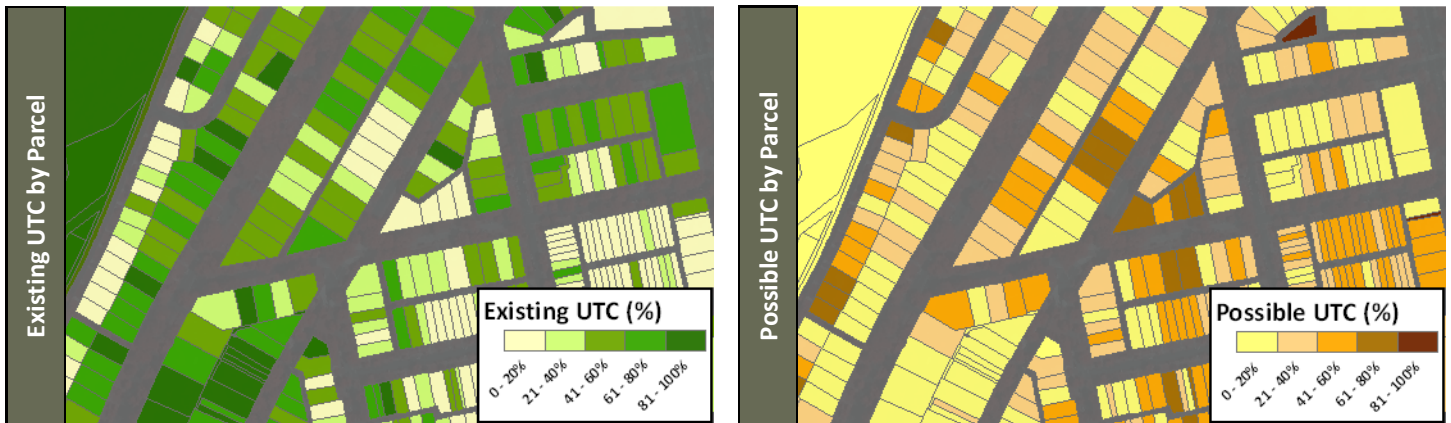 Existing UTC by Parcel
Existing UTC (%)
0 - 20%
21 - 40%
41 - 60%
61 - 80%
81 - 100%
Possible UTC by Parcel
Possible UTC (%)
0 - 20%
21 - 40%
41 - 60%
61 - 80%
81 - 100%